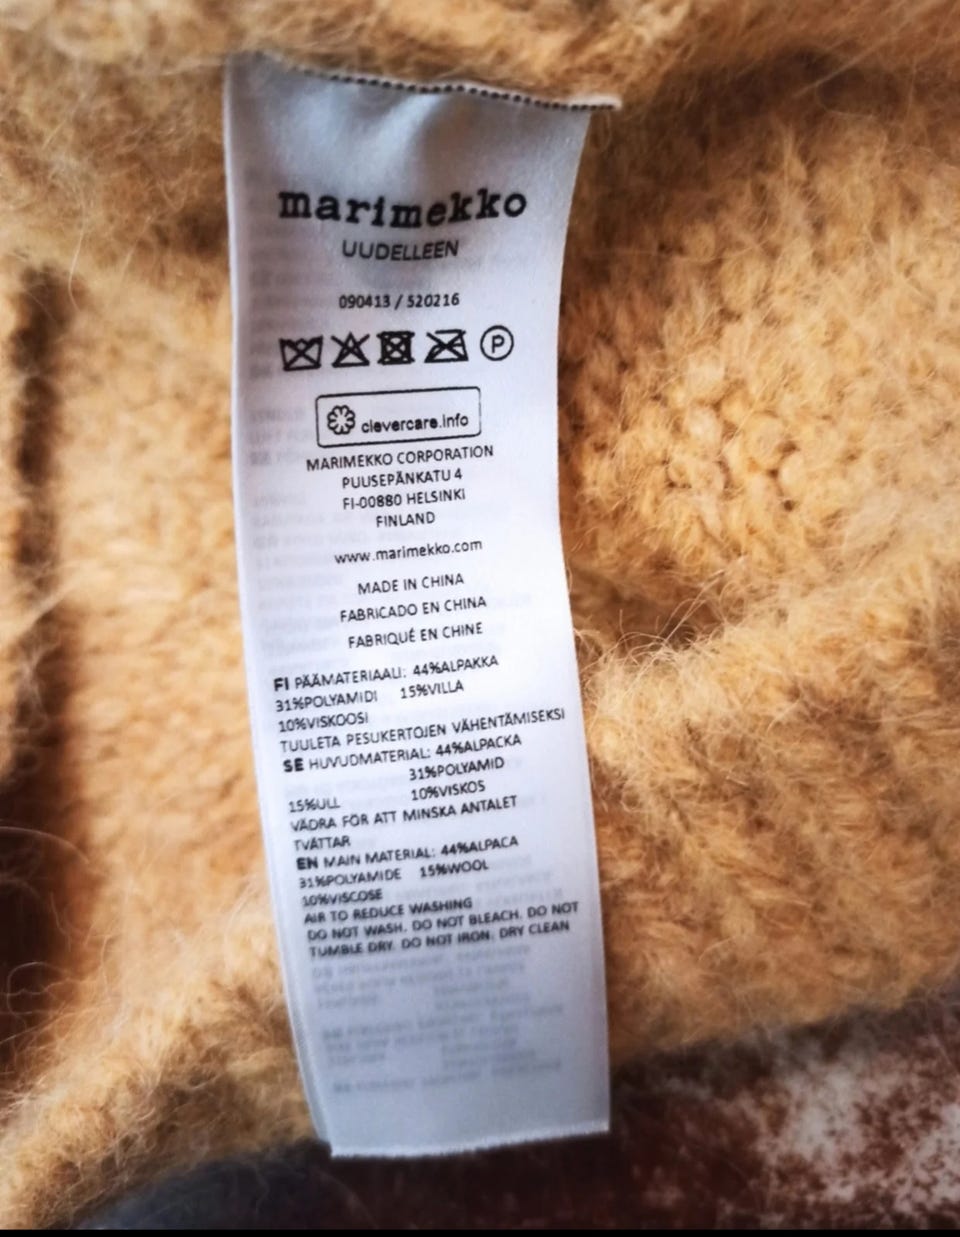 marimekko
UUDELLEEN
090413 / 520216
P
clevercare.info
MARIMEKKO CORPORATION
PUUSEPÄNKATU 4
FI-00880 HELSINKI
FINLAND
www.marimekko.com
MADE IN CHINA
FABRICADO EN CHINA
FABRIQUÉ EN CHINE
FI PÄÄMATERIAALI: 44%ALPAKKA
31%POLYAMIDI 15%VILLA
10%VISKOOSI
TUULETA PESUKERTOJEN VÄHENTÄMISEKSI
SE HUVUDMATERIAL: 44%ALPACKA
31%POLYAMID
15%ULL 10%VISKOS
VÄDRA FÖR ATT MINSKA ANTALET
TVÄTTAR
EN MAIN MATERIAL: 44%ALPACA
31%POLYAMIDE 15%WOOL
10%VISCOSE
AIR TO REDUCE WASHING
DO NOT WASH. DO NOT BLEACH. DO NOT
TUMBLE DRY. DO NOT IRON. DRY CLEAN